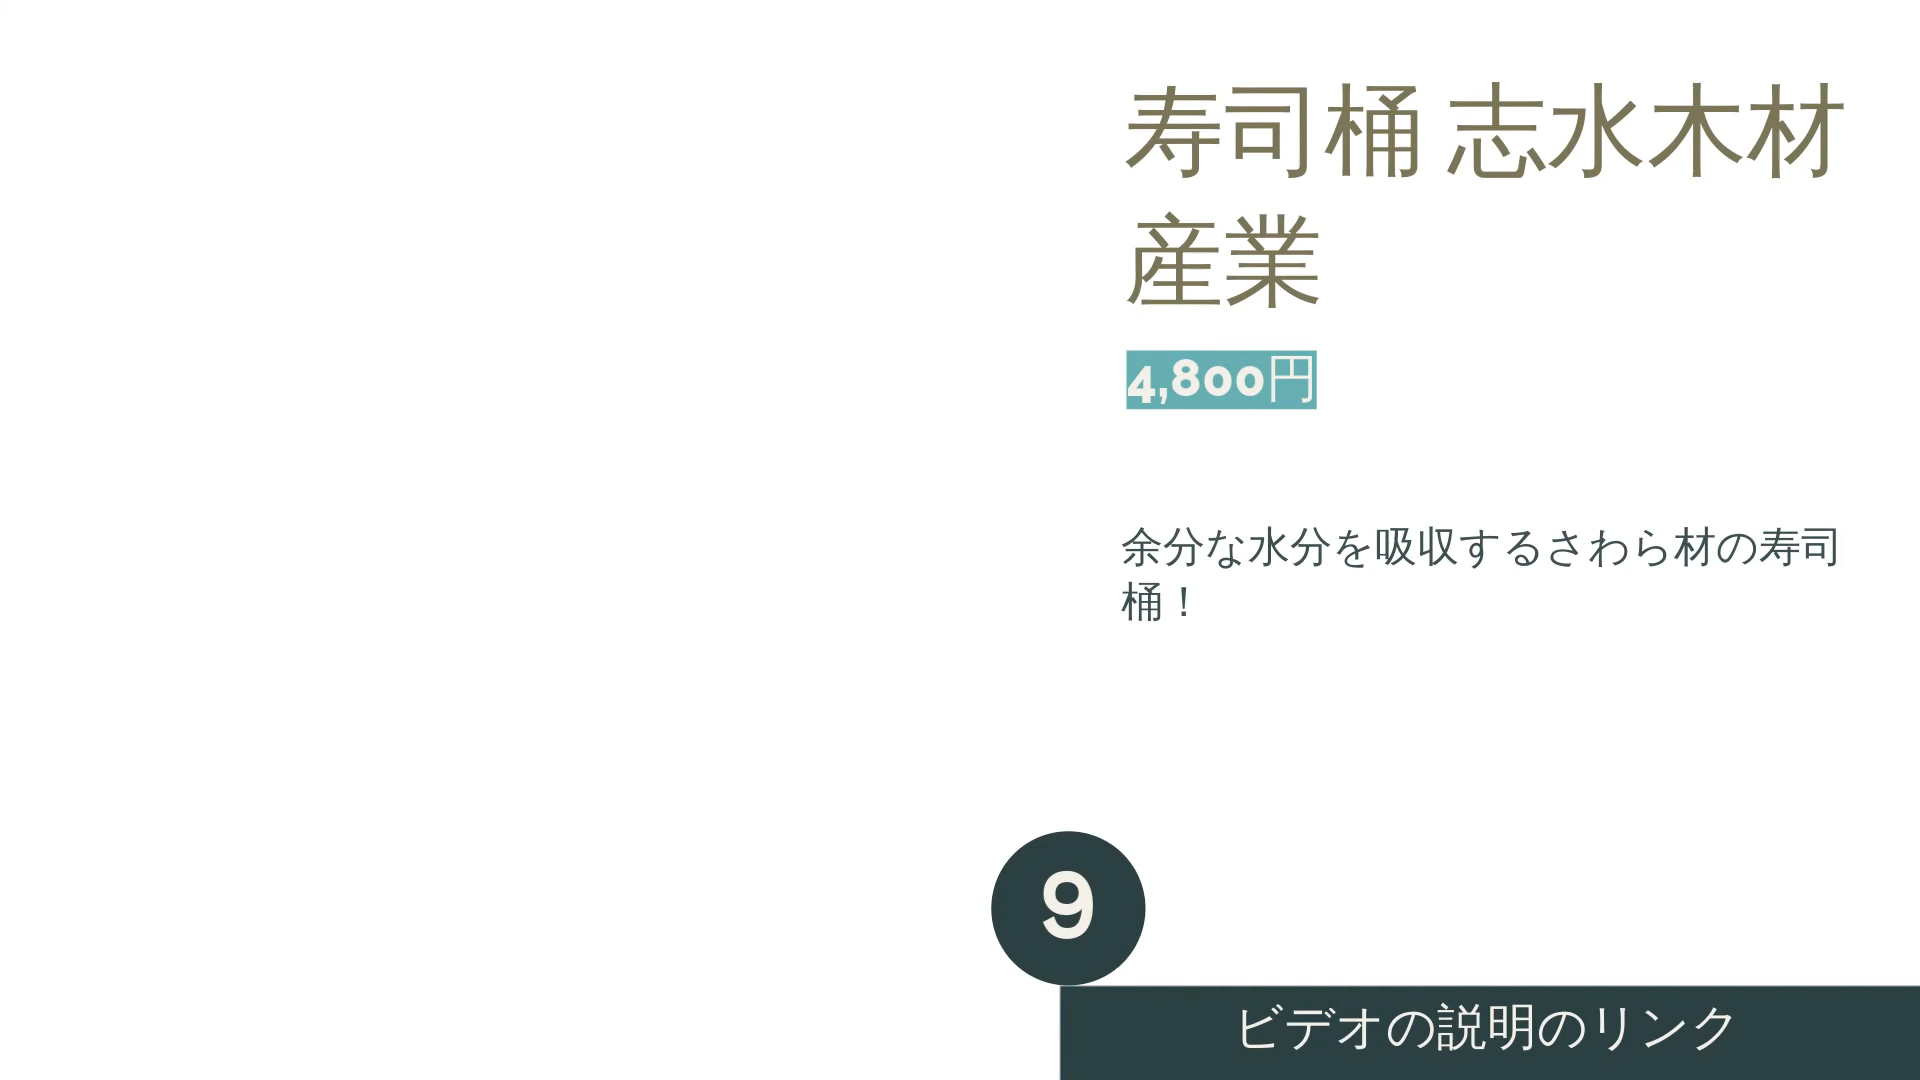 寿司桶 志水木材
産業
4,800円
余分な水分を吸収するさわら材の寿司
桶！
9
ビデオの説明のリンク